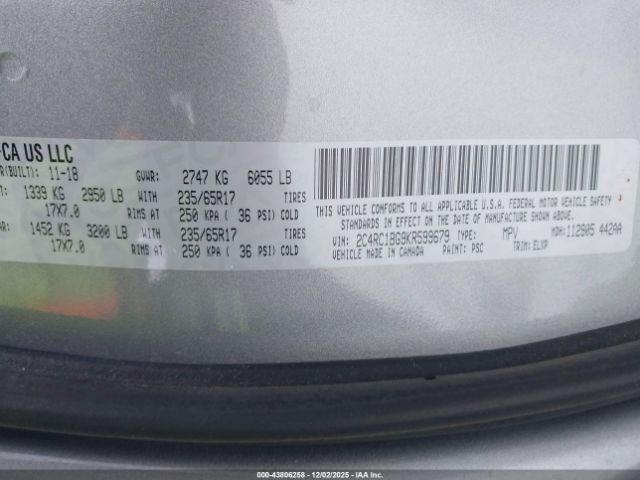 -CA US LLC
R(BUILT): 11-18 GVWR: 2747 KG 6055 LB
T: 1339 KG 2950 LB WITH 235/65R17 TIRES
17X7.0 RIMS AT 250 KPA ( 36 PSI) COLD
AR: 1452 KG 3200 LB WITH 235/65R17 TIRES
17X7.0 RIMS AT 250 KPA ( 36 PSI) COLD
THIS VEHICLE CONFORMS TO ALL APPLICABLE U.S.A. FEDERAL MOTOR VEHICLE SAFETY
STANDARDS IN EFFECT ON THE DATE OF MANUFACTURE SHOWN ABOVE.
VIN: 2C4RC1BG9KR599679 TYPE: MPV MDH: 112905 442AA
VEHICLE MADE IN CANADA PAINT: PSC TRIM: ELXP
000-43806258 - 12/02/2025 - COPYRIGHT © 2025 IAA, INC.